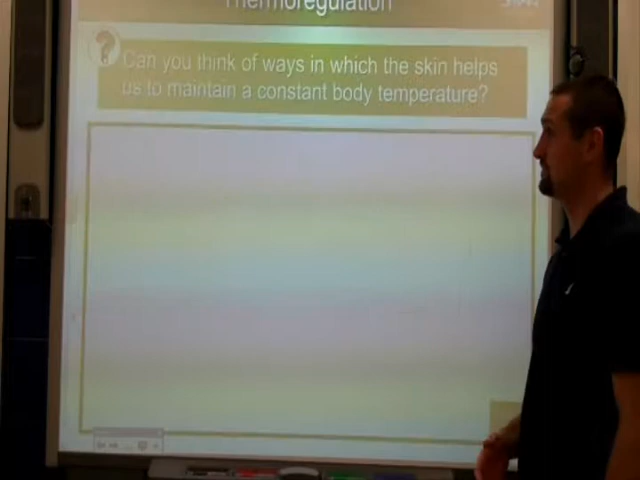 Thermoregulation
?
Can you think of ways in which the skin helps
us to maintain a constant body temperature?